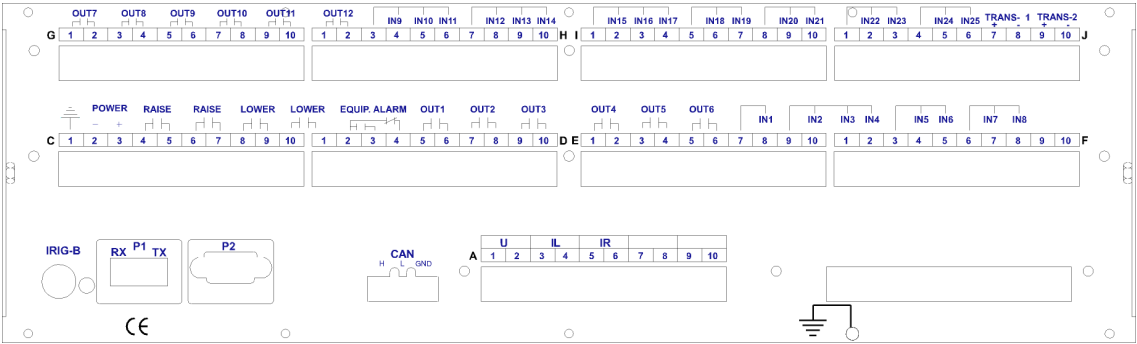 OUT7 OUT8 OUT9 OUT10 OUT11 OUT12 IN9 IN10 IN11 IN12 IN13 IN14 IN15 IN16 IN17 IN18 IN19 IN20 IN21 IN22 IN23 IN24 IN25 TRANS- 1 TRANS-2
+ - + -
G 1 2 3 4 5 6 7 8 9 10 1 2 3 4 5 6 7 8 9 10 H I 1 2 3 4 5 6 7 8 9 10 1 2 3 4 5 6 7 8 9 10 J
POWER RAISE RAISE LOWER LOWER EQUIP. ALARM OUT1 OUT2 OUT3 OUT4 OUT5 OUT6 IN1 IN2 IN3 IN4 IN5 IN6 IN7 IN8
- +
C 1 2 3 4 5 6 7 8 9 10 1 2 3 4 5 6 7 8 9 10 D E 1 2 3 4 5 6 7 8 9 10 1 2 3 4 5 6 7 8 9 10 F
IRIG-B
RX P1 TX
P2
CAN
H L GND
U IL IR
A 1 2 3 4 5 6 7 8 9 10
CE